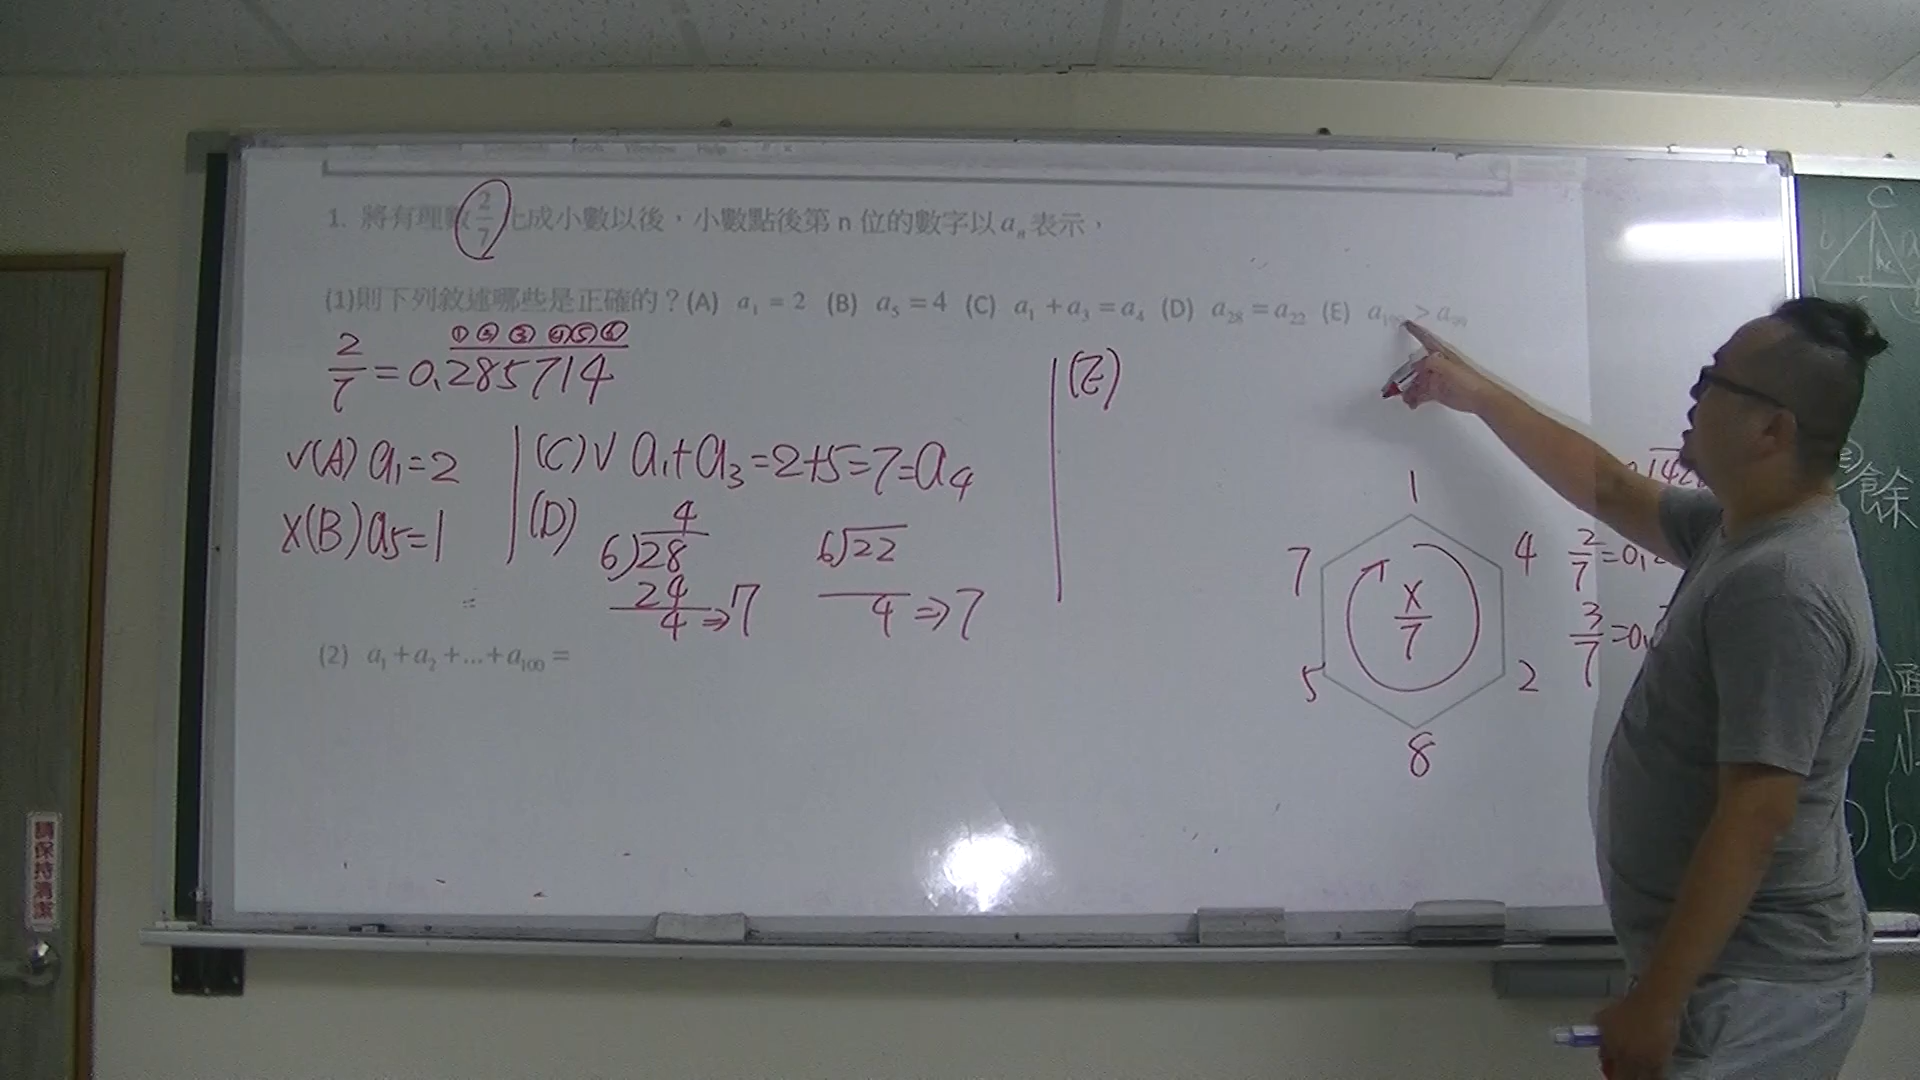 Tools Window Help
1. 將有理數 2/7 化成小數以後，小數點後第 n 位的數字以 aₙ 表示，
(1)則下列敘述哪些是正確的？(A) a₁ = 2 (B) a₅ = 4 (C) a₁ + a₃ = a₄ (D) a₂₈ = a₂₂ (E) a₁₀₀ > a₉₉
① ② ③ ④ ⑤ ⑥
2/7 = 0.285714
(E)
√(A) a₁=2
(C)√ a₁+a₃=2+5=7=a₄
X(B) a₅=1
(D)
4
6)28
24
4⇒7
6)22
4⇒7
(2) a₁ + a₂ + ... + a₁₀₀ =
1
7
4
X/7
5
2
8
2/7=0.2
3/7=0.
C
餘
b
請保持清潔